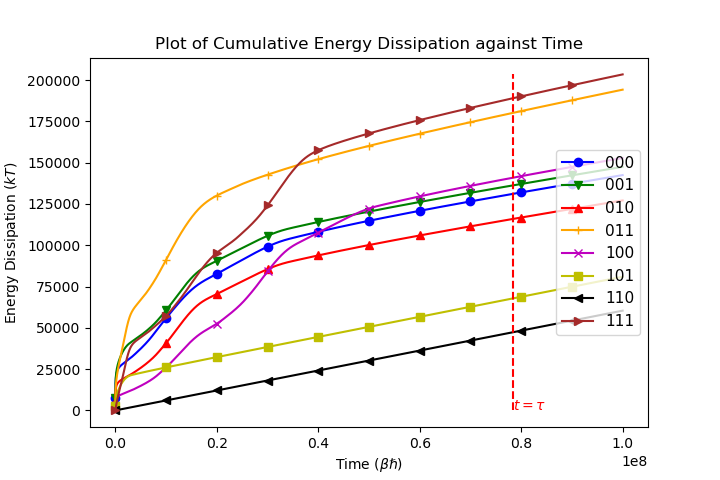 Plot of Cumulative Energy Dissipation against Time
Energy Dissipation (kT)
200000
175000
150000
125000
100000
75000
50000
25000
0
000
001
010
011
100
101
110
111
t = τ
0.0 0.2 0.4 0.6 0.8 1.0
1e8
Time (βħ)